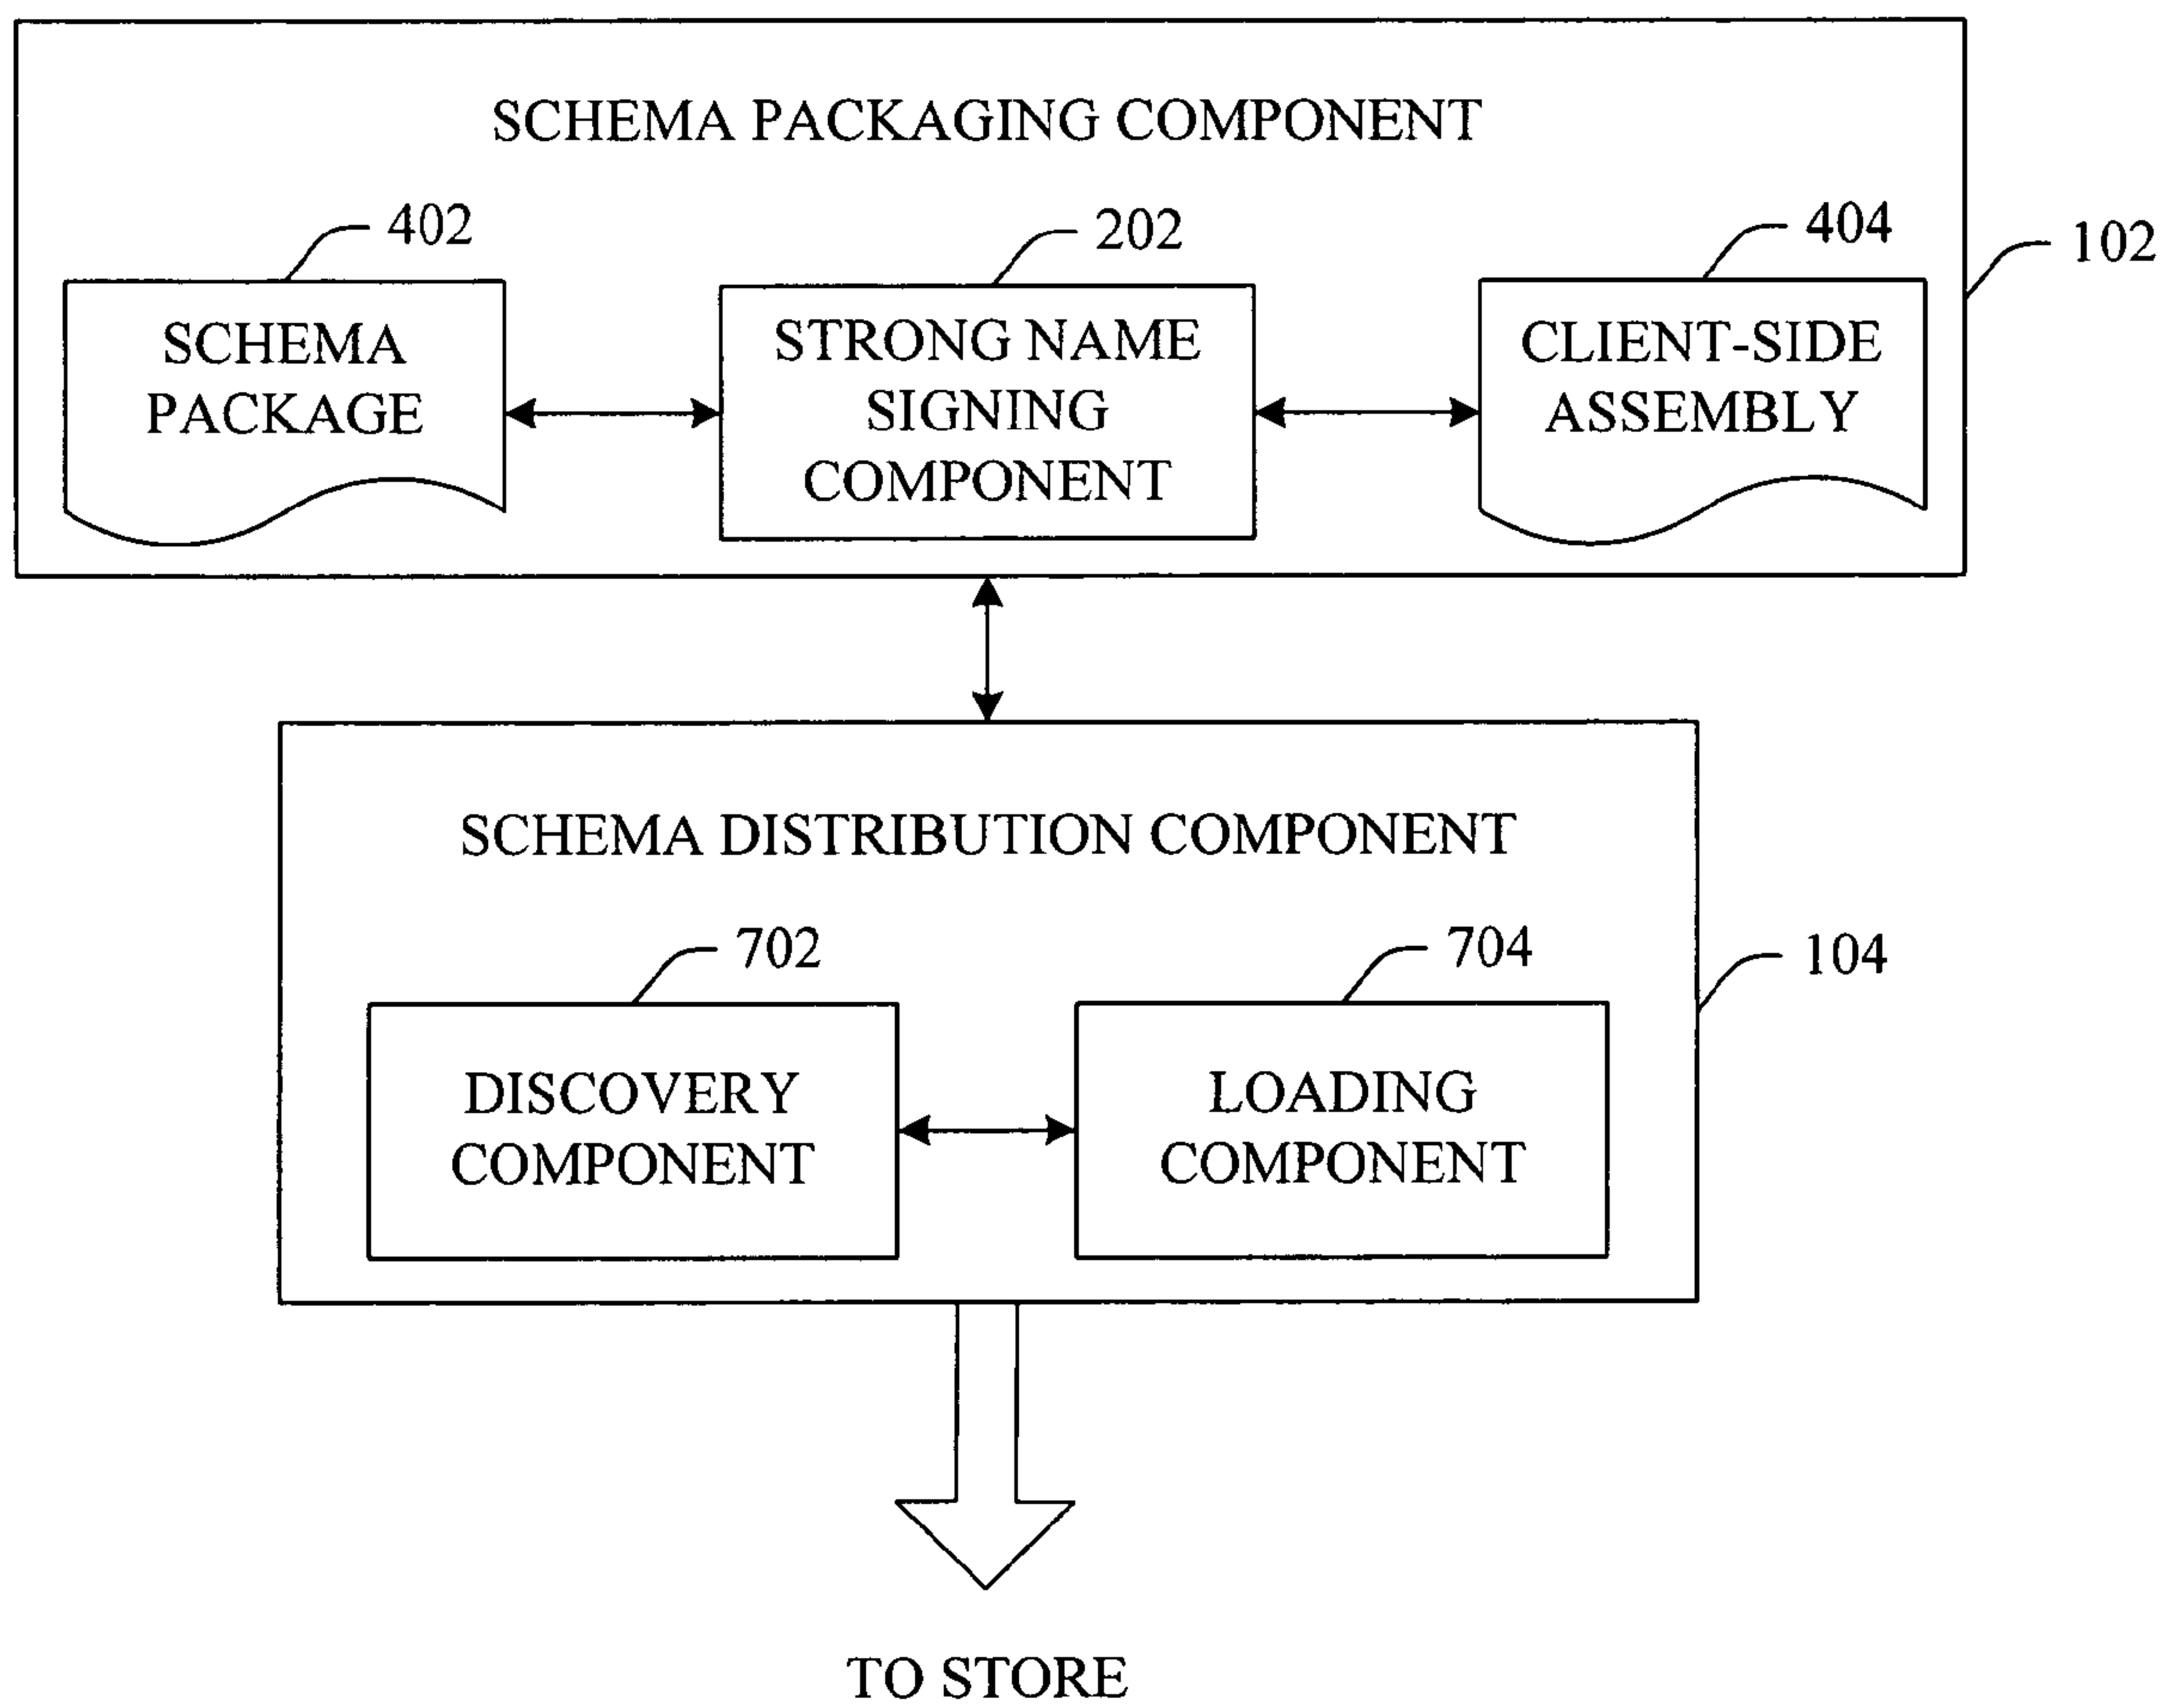 SCHEMA PACKAGING COMPONENT
402
202
404
102
SCHEMA
PACKAGE
STRONG NAME
SIGNING
COMPONENT
CLIENT-SIDE
ASSEMBLY
SCHEMA DISTRIBUTION COMPONENT
702
704
104
DISCOVERY
COMPONENT
LOADING
COMPONENT
TO STORE